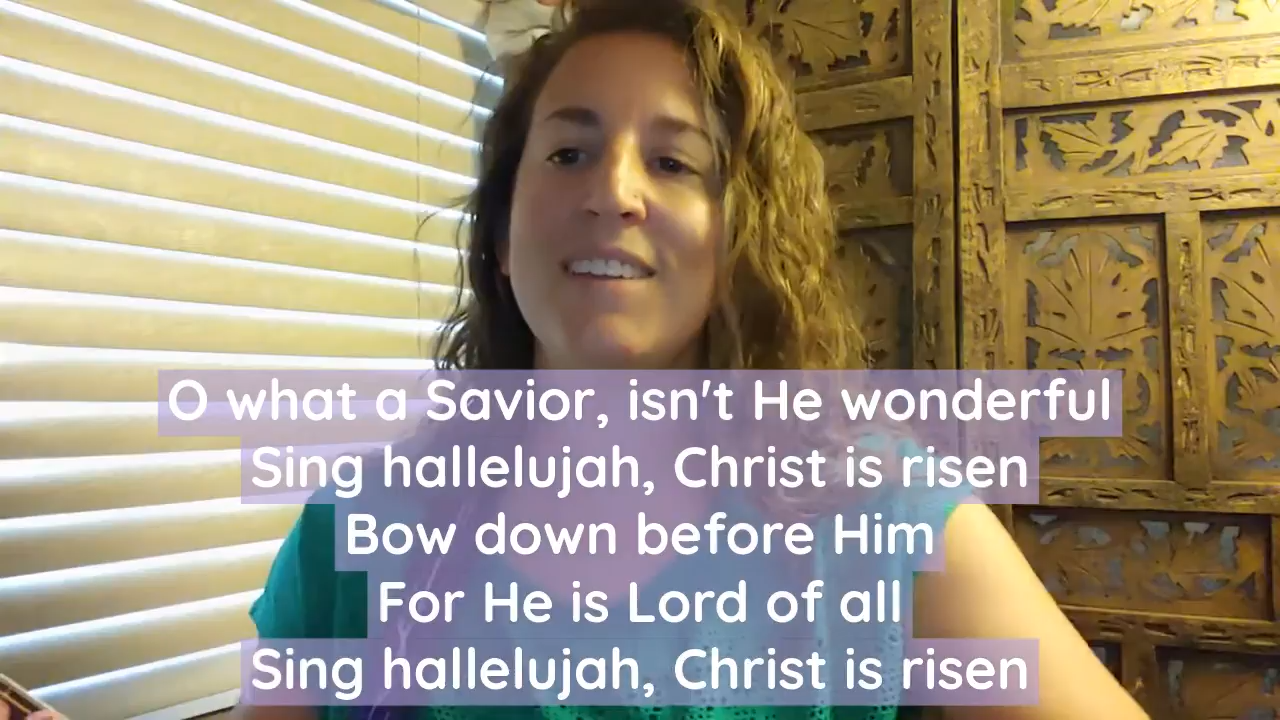 O what a Savior, isn't He wonderful
Sing hallelujah, Christ is risen
Bow down before Him
For He is Lord of all
Sing hallelujah, Christ is risen